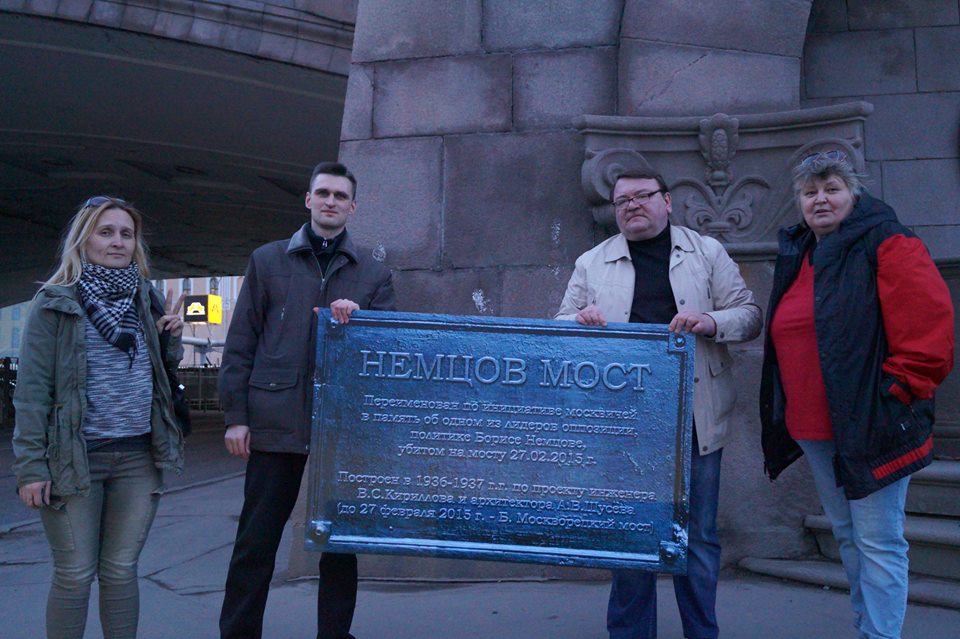 НЕМЦОВ МОСТ
Переименован по инициативе москвичей
в память об одном из лидеров оппозиции,
политике Борисе Немцове,
убитом на мосту 27.02.2015 г.
Построен в 1936-1937 г.г. по проекту инженера
В.С.Кириллова и архитектора А.В.Щусева
(до 27 февраля 2015 г. - Б. Москворецкий мост)